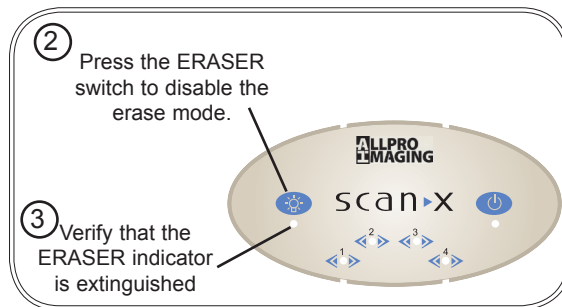 2
Press the ERASER
switch to disable the
erase mode.
ALLPRO
IMAGING
scan x
3
Verify that the
ERASER indicator
is extinguished
1
2
3
4